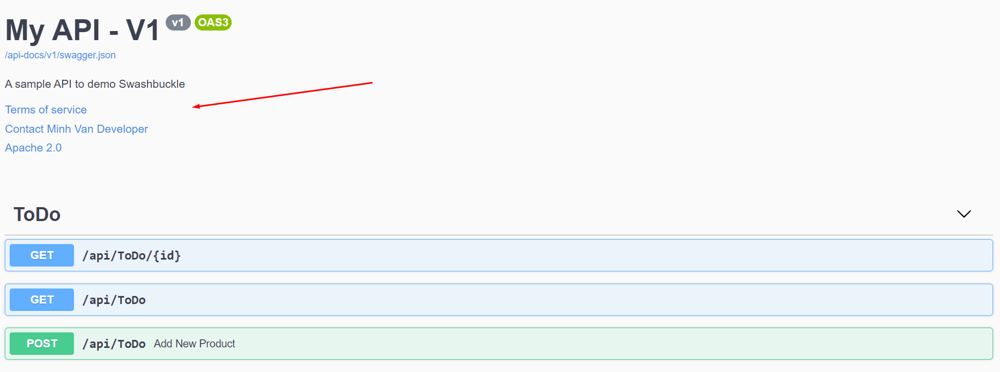 My API - V1 v1 OAS3
/api-docs/v1/swagger.json
A sample API to demo Swashbuckle
Terms of service
Contact Minh Van Developer
Apache 2.0
ToDo
GET /api/ToDo/{id}
GET /api/ToDo
POST /api/ToDo Add New Product